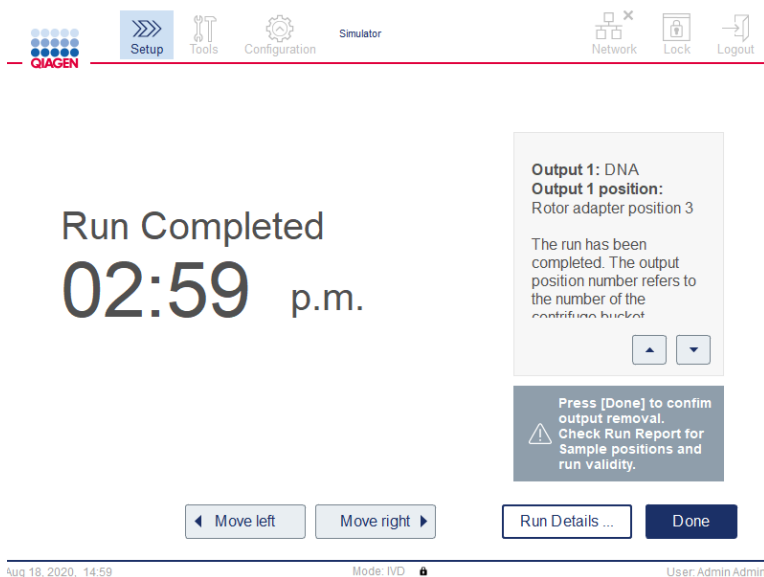 QIAGEN
Setup
Tools
Configuration
Simulator
Network
Lock
Logout
Run Completed
02:59 p.m.
Output 1: DNA
Output 1 position:
Rotor adapter position 3
The run has been
completed. The output
position number refers to
the number of the
centrifuge bucket
Press [Done] to confim
output removal.
Check Run Report for
Sample positions and
run validity.
Move left
Move right
Run Details ...
Done
Aug 18, 2020, 14:59
Mode: IVD
User: Admin Admin